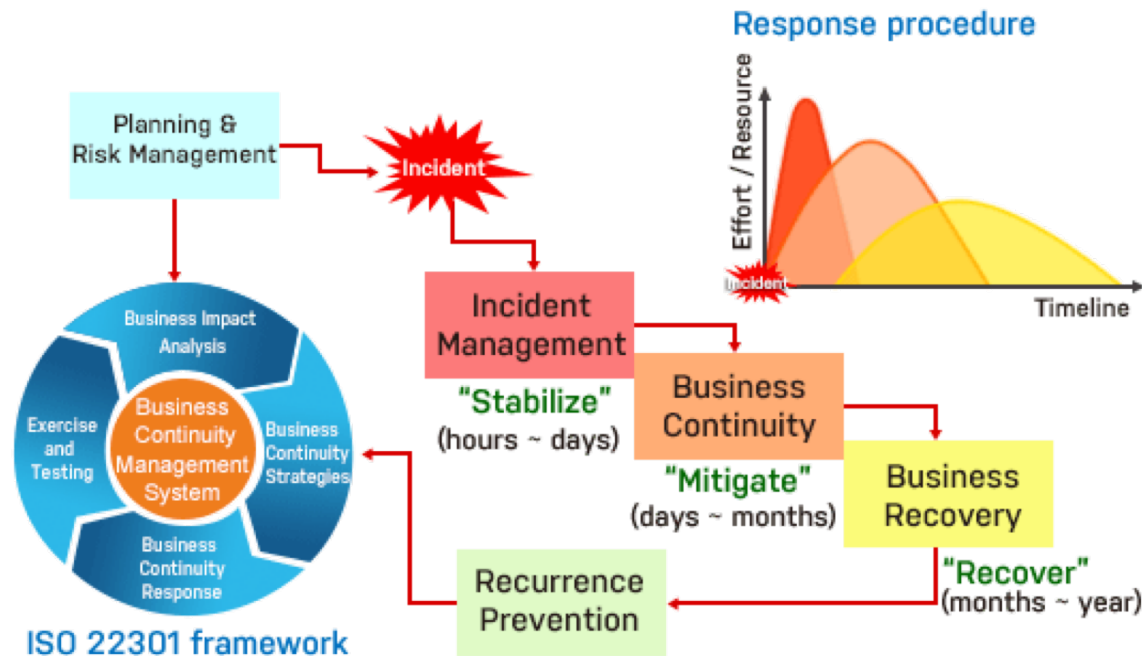 Response procedure
Planning &
Risk Management
Incident
Effort / Resource
Incident
Timeline
Incident
Management
"Stabilize"
(hours ~ days)
Business
Continuity
"Mitigate"
(days ~ months)
Business
Recovery
"Recover"
(months ~ year)
Recurrence
Prevention
Business Impact
Analysis
Business
Continuity
Strategies
Business
Continuity
Response
Exercise
and
Testing
Business
Continuity
Management
System
ISO 22301 framework